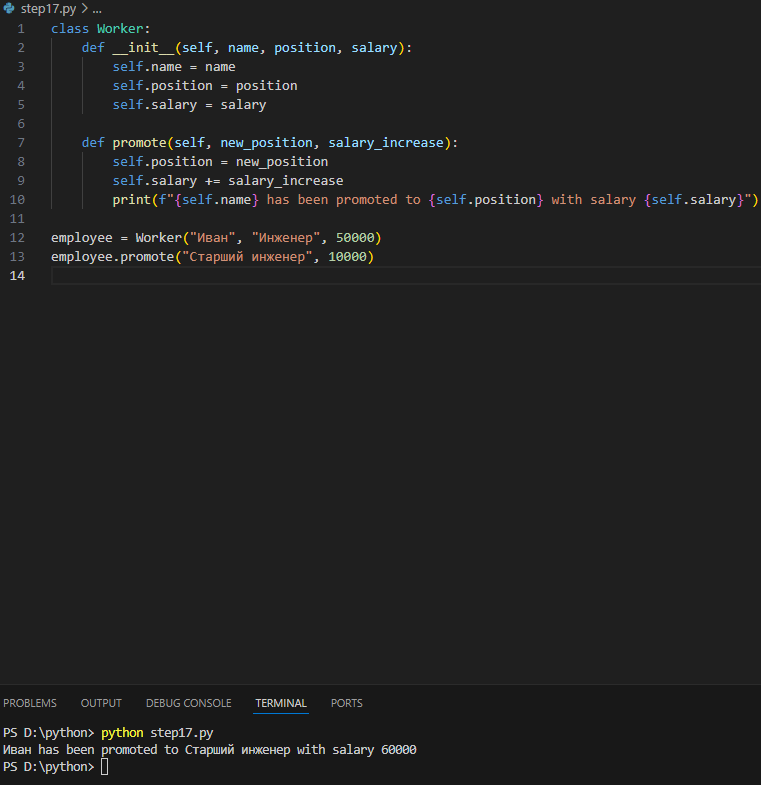 step17.py > ...
1 class Worker:
2     def __init__(self, name, position, salary):
3         self.name = name
4         self.position = position
5         self.salary = salary
6
7     def promote(self, new_position, salary_increase):
8         self.position = new_position
9         self.salary += salary_increase
10         print(f"{self.name} has been promoted to {self.position} with salary {self.salary}")
11
12 employee = Worker("Иван", "Инженер", 50000)
13 employee.promote("Старший инженер", 10000)
14
PROBLEMS OUTPUT DEBUG CONSOLE TERMINAL PORTS
PS D:\python> python step17.py
Иван has been promoted to Старший инженер with salary 60000
PS D:\python>